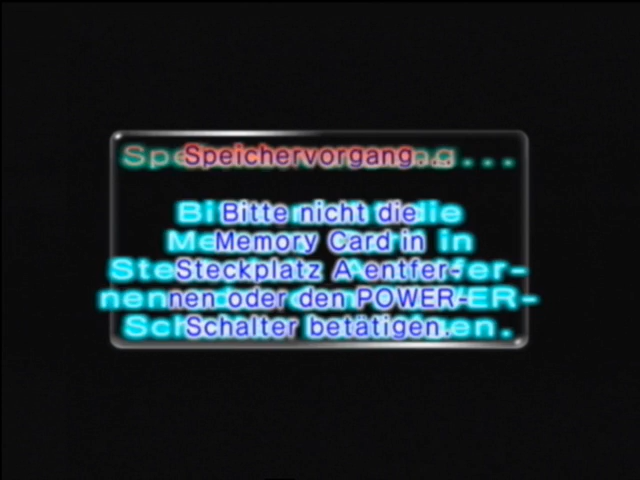 Speichervorgang...
Bitte nicht die
Memory Card in
Steckplatz A entfer-
nen oder den POWER-
Schalter betätigen.